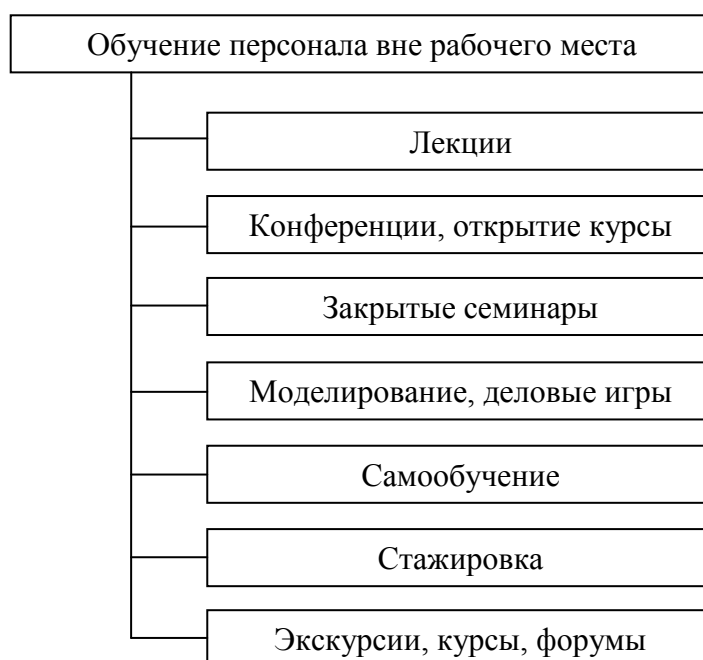 Обучение персонала вне рабочего места
Лекции
Конференции, открытие курсы
Закрытые семинары
Моделирование, деловые игры
Самообучение
Стажировка
Экскурсии, курсы, форумы